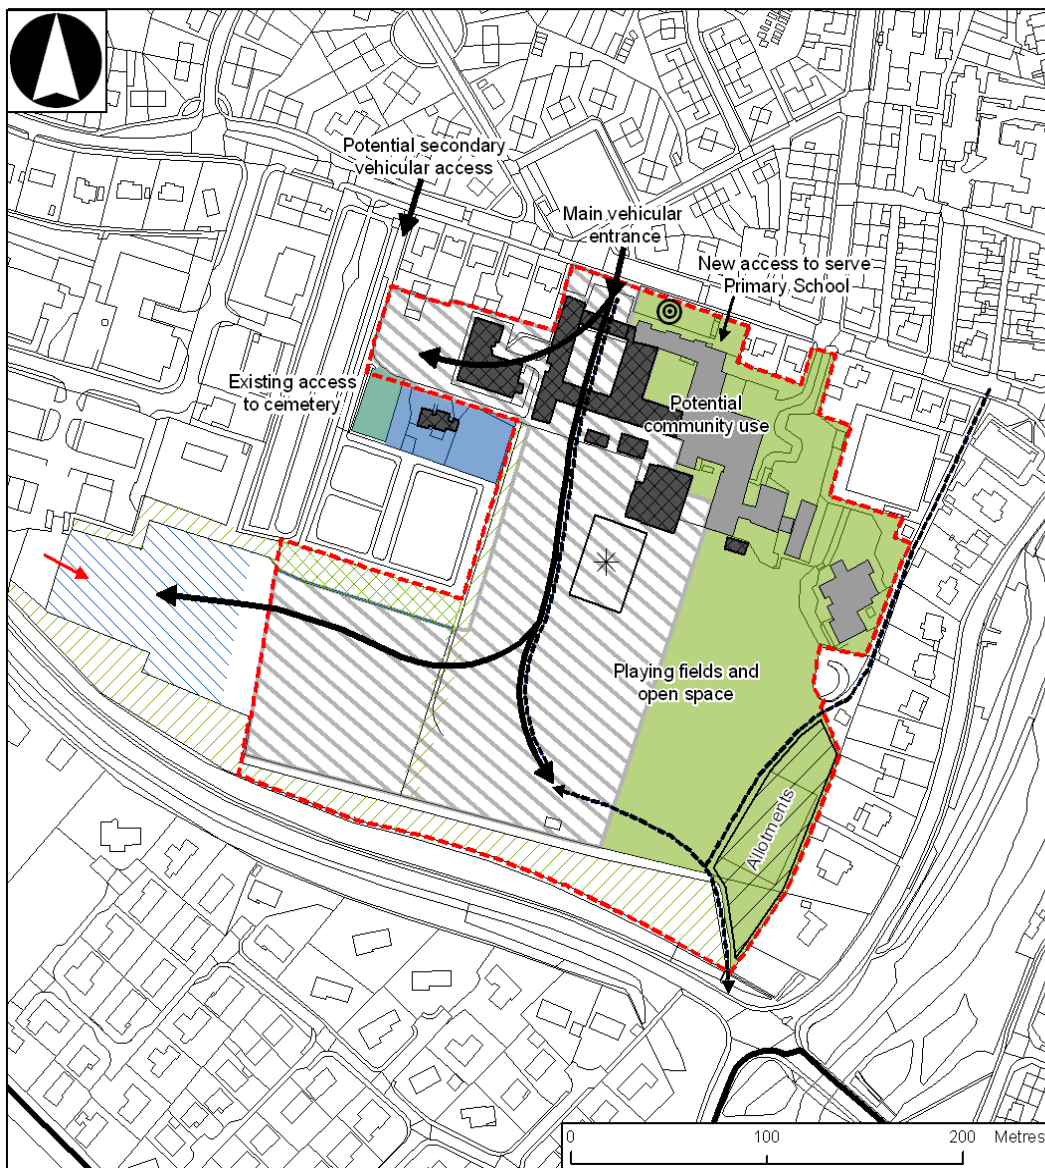 Potential secondary
vehicular access
Main vehicular
entrance
New access to serve
Primary School
Existing access
to cemetery
Potential
community use
Playing fields and
open space
Allotments
0 100 200 Metres